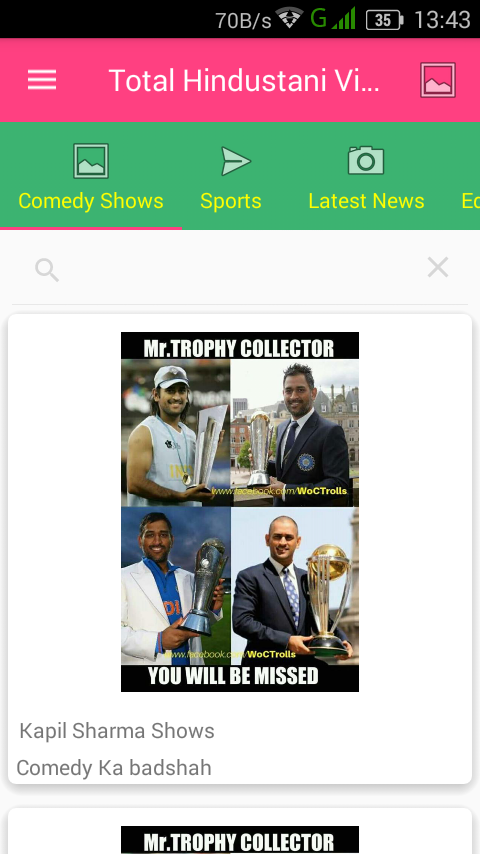 70B/s G 35 13:43
Total Hindustani Vi...
Comedy Shows Sports Latest News Ec
Mr.TROPHY COLLECTOR
www.facebook.com/WoCTrolls
www.facebook.com/WoCTrolls
YOU WILL BE MISSED
Kapil Sharma Shows
Comedy Ka badshah
Mr.TROPHY COLLECTOR